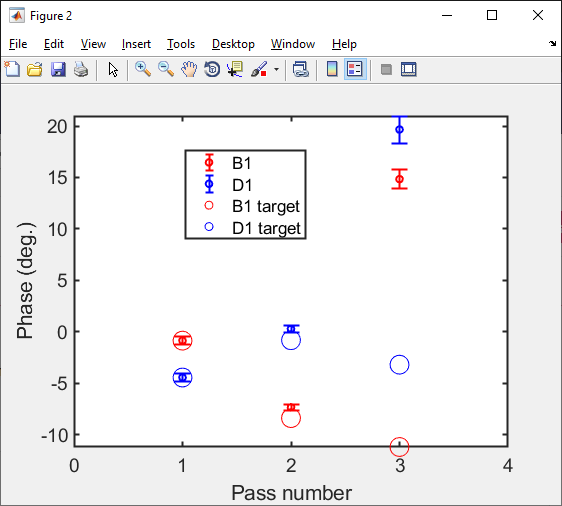 Figure 2
File Edit View Insert Tools Desktop Window Help
20
15
10
5
0
-5
-10
Phase (deg.)
B1
D1
B1 target
D1 target
0 1 2 3 4
Pass number